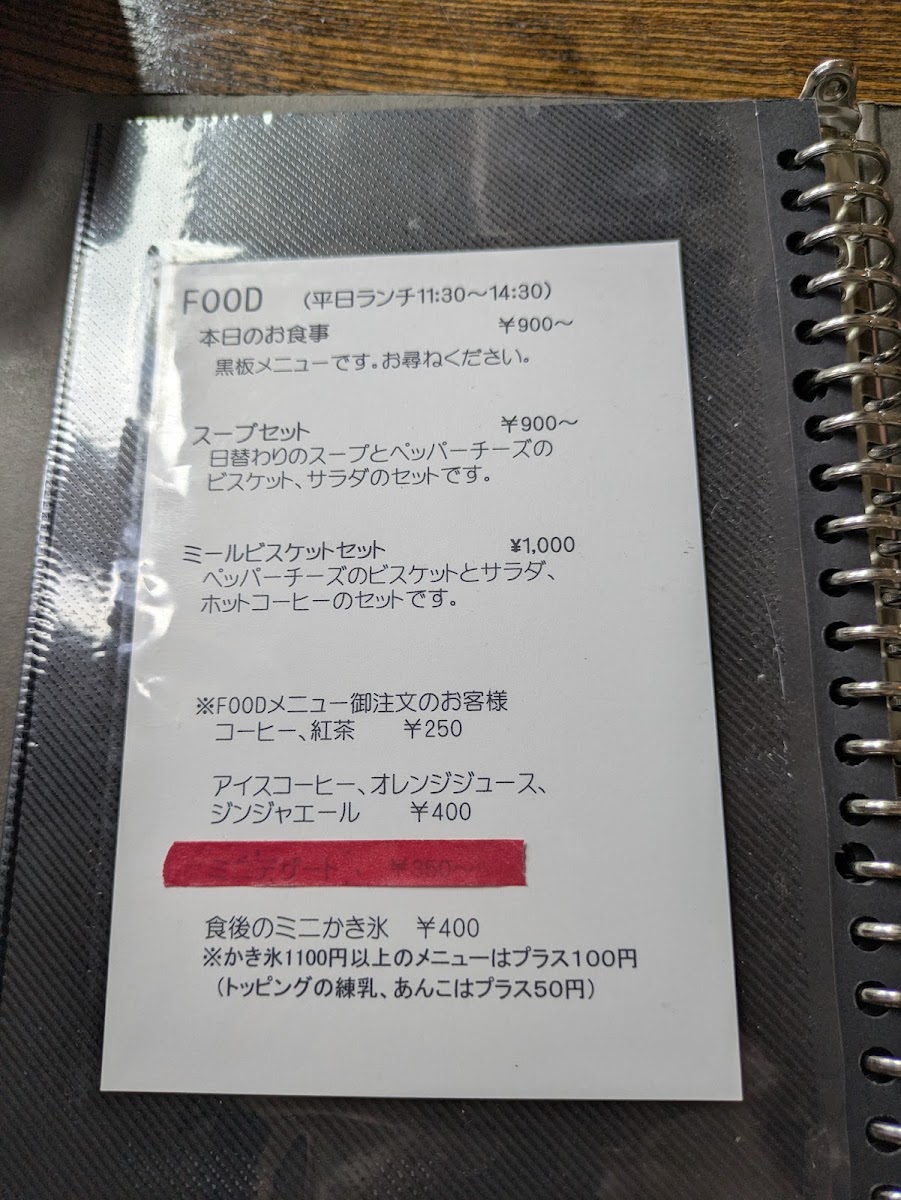 FOOD (平日ランチ11:30～14:30)
本日のお食事 ￥900～
黒板メニューです。お尋ねください。
スープセット ￥900～
日替わりのスープとペッパーチーズの
ビスケット、サラダのセットです。
ミールビスケットセット ¥1,000
ペッパーチーズのビスケットとサラダ、
ホットコーヒーのセットです。
※FOODメニュー御注文のお客様
コーヒー、紅茶 ￥250
アイスコーヒー、オレンジジュース、
ジンジャエール ￥400
ミニデザート ￥350～
食後のミニかき氷 ￥400
※かき氷1100円以上のメニューはプラス100円
（トッピングの練乳、あんこはプラス50円）